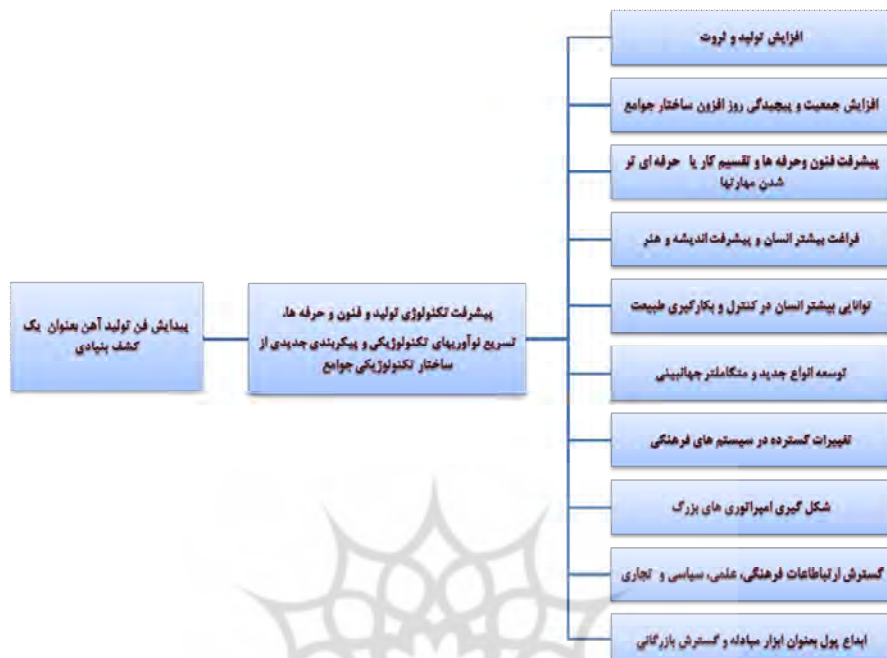 افزایش تولید و ثروت
افزایش جمعیت و پیچیدگی روز افزون ساختار جوامع
پیشرفت فنون وحرفه ها و تقسیم کار یا حرفه ای تر
شدن مهارتها
فراغت بیشتر انسان و پیشرفت اندیشه و هنر
توانایی بیشتر انسان در کنترل و بکارگیری طبیعت
توسعه انواع جدید و متکاملتر جهانبینی
تغییرات گسترده در سیستم های فرهنگی
شکل گیری امپراتوری های بزرگ
گسترش ارتباطاعات فرهنگی، علمی، سیاسی و تجاری
ابداع پول بعنوان ابزار مبادله و گسترش بازرگانی
پیشرفت تکنولوژی تولید و فنون و حرفه ها،
تسریع نوآوریهای تکنولوژیکی و پیکربندی جدیدی از
ساختار تکنولوژیکی جوامع
پیدایش فن تولید آهن بعنوان یک
کشف بنیادی